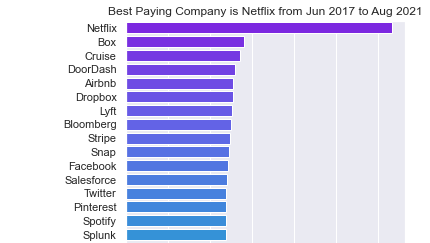 Best Paying Company is Netflix from Jun 2017 to Aug 2021
Netflix
Box
Cruise
DoorDash
Airbnb
Dropbox
Lyft
Bloomberg
Stripe
Snap
Facebook
Salesforce
Twitter
Pinterest
Spotify
Splunk